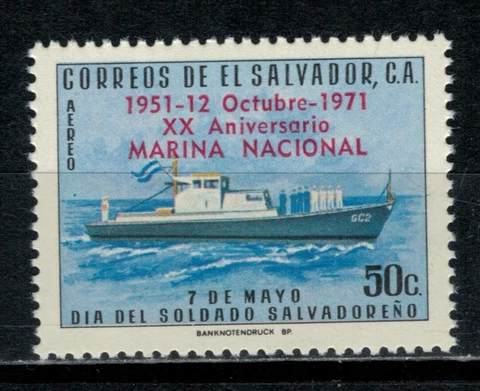 CORREOS DE EL SALVADOR, C.A.
AEREO
1951-12 Octubre-1971
XX Aniversario
MARINA NACIONAL
GC2
50c.
7 DE MAYO
DIA DEL SOLDADO SALVADOREÑO
BANKNOTENDRUCK BP.